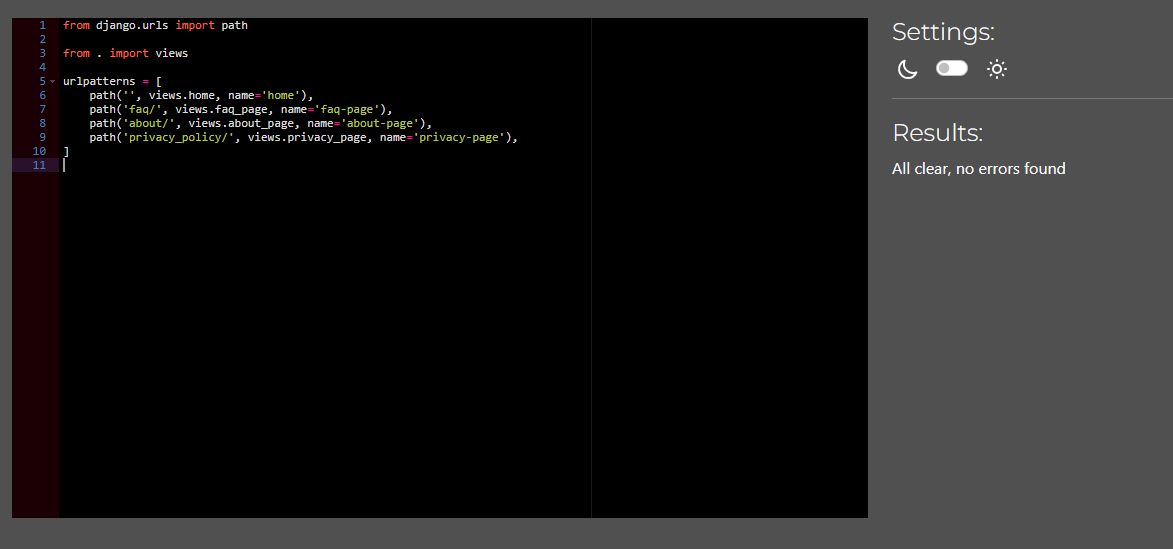 1 from django.urls import path
2
3 from . import views
4
5 urlpatterns = [
6     path('', views.home, name='home'),
7     path('faq/', views.faq_page, name='faq-page'),
8     path('about/', views.about_page, name='about-page'),
9     path('privacy_policy/', views.privacy_page, name='privacy-page'),
10 ]
11
Settings:
Results:
All clear, no errors found